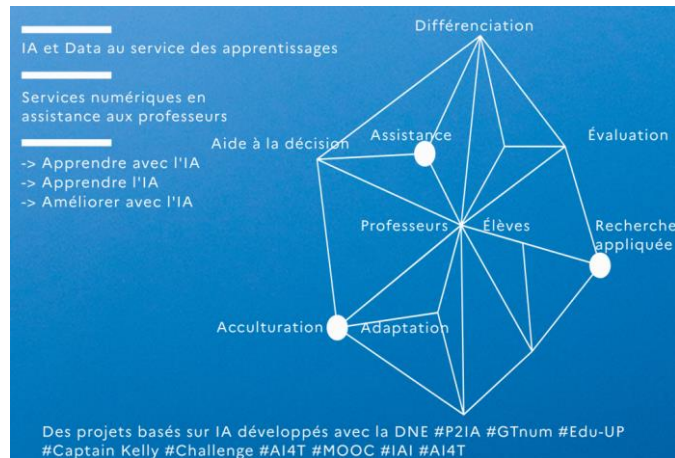 Différenciation
IA et Data au service des apprentissages
Services numériques en
assistance aux professeurs
Aide à la décision
Assistance
Évaluation
-> Apprendre avec l'IA
-> Apprendre l'IA
-> Améliorer avec l'IA
Professeurs
Élèves
Recherche
appliquée
Acculturation
Adaptation
Des projets basés sur IA développés avec la DNE #P2IA #GTnum #Edu-UP
#Captain Kelly #Challenge #AI4T #MOOC #IAI #AI4T